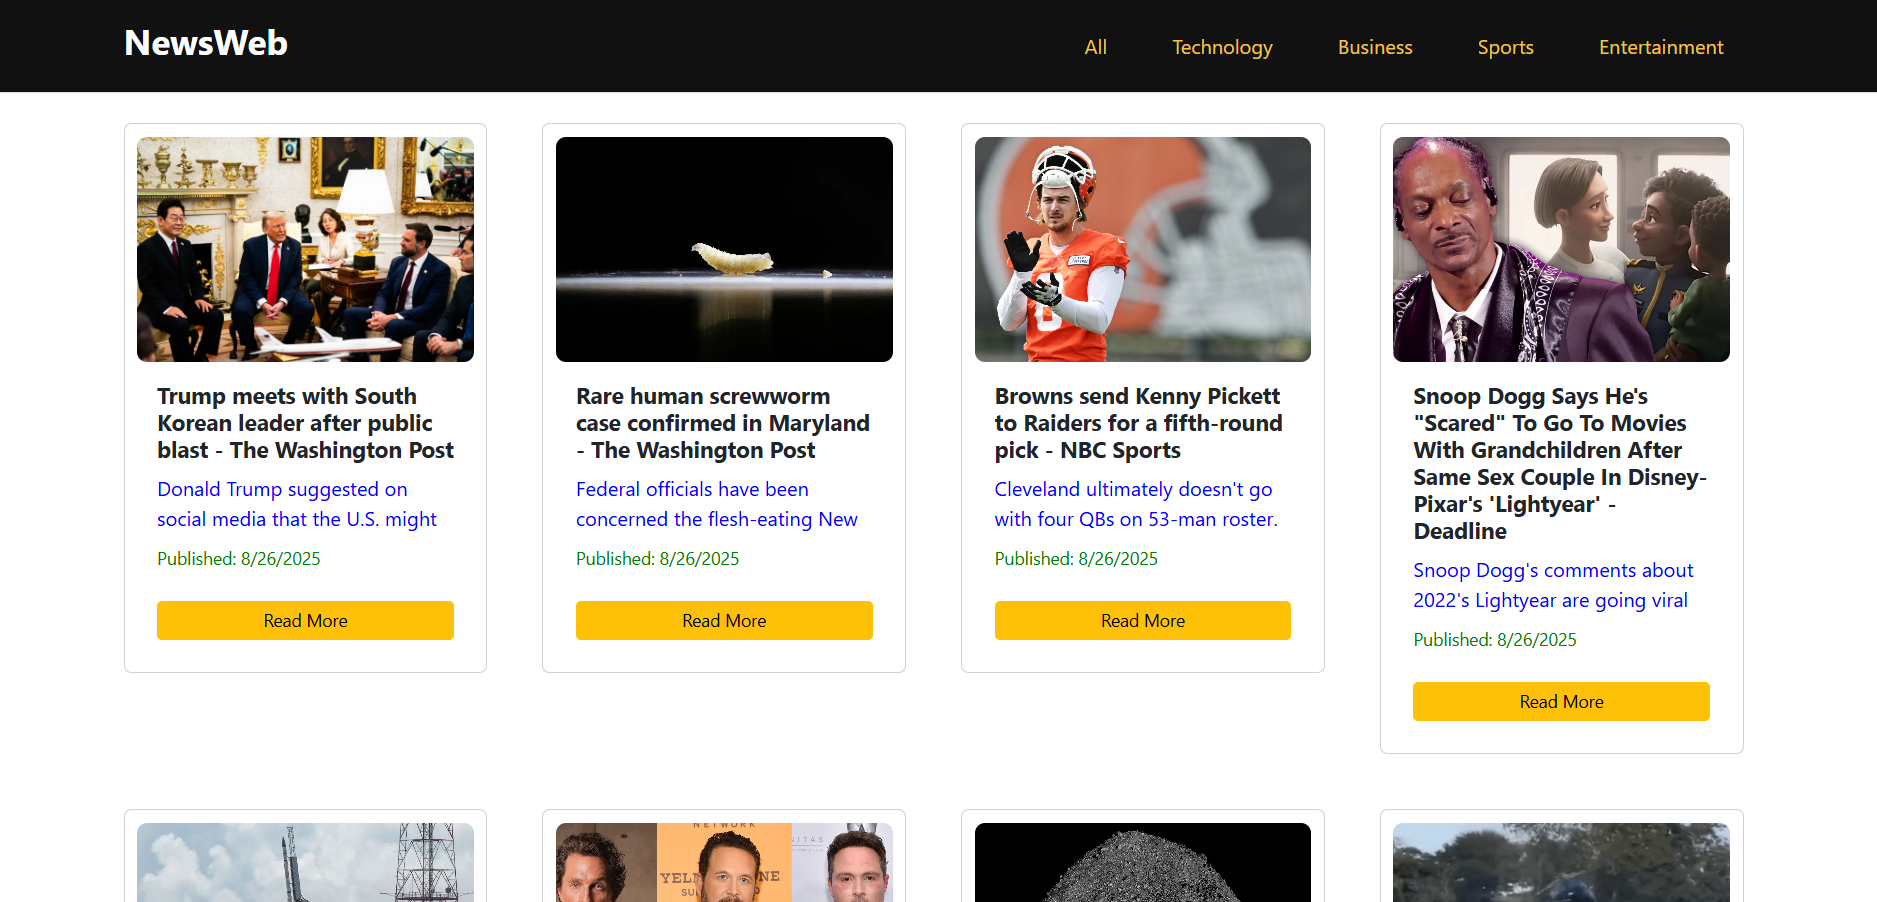 NewsWeb
All
Technology
Business
Sports
Entertainment
Trump meets with South
Korean leader after public
blast - The Washington Post
Donald Trump suggested on
social media that the U.S. might
Published: 8/26/2025
Read More
Rare human screwworm
case confirmed in Maryland
- The Washington Post
Federal officials have been
concerned the flesh-eating New
Published: 8/26/2025
Read More
Browns send Kenny Pickett
to Raiders for a fifth-round
pick - NBC Sports
Cleveland ultimately doesn't go
with four QBs on 53-man roster.
Published: 8/26/2025
Read More
Snoop Dogg Says He's
"Scared" To Go To Movies
With Grandchildren After
Same Sex Couple In Disney-
Pixar's 'Lightyear' -
Deadline
Snoop Dogg's comments about
2022's Lightyear are going viral
Published: 8/26/2025
Read More
NETWORK